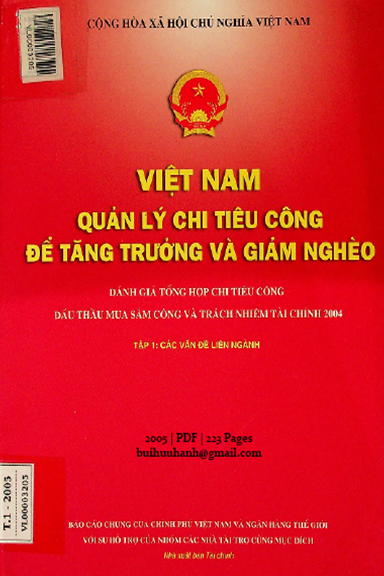 CỘNG HÒA XÃ HỘI CHỦ NGHĨA VIỆT NAM
VIỆT NAM
QUẢN LÝ CHI TIÊU CÔNG
ĐỂ TĂNG TRƯỞNG VÀ GIẢM NGHÈO
ĐÁNH GIÁ TỔNG HỢP CHI TIÊU CÔNG
ĐẤU THẦU MUA SẮM CÔNG VÀ TRÁCH NHIỆM TÀI CHÍNH 2004
TẬP 1: CÁC VẤN ĐỀ LIÊN NGÀNH
2005 | PDF | 223 Pages
buihuuhanh@gmail.com
T.1 - 2005
VL00003205
BÁO CÁO CHUNG CỦA CHÍNH PHỦ VIỆT NAM VÀ NGÂN HÀNG THẾ GIỚI
VỚI SỰ HỖ TRỢ CỦA NHÓM CÁC NHÀ TÀI TRỢ CÙNG MỤC ĐÍCH
Nhà xuất bản Tài chính